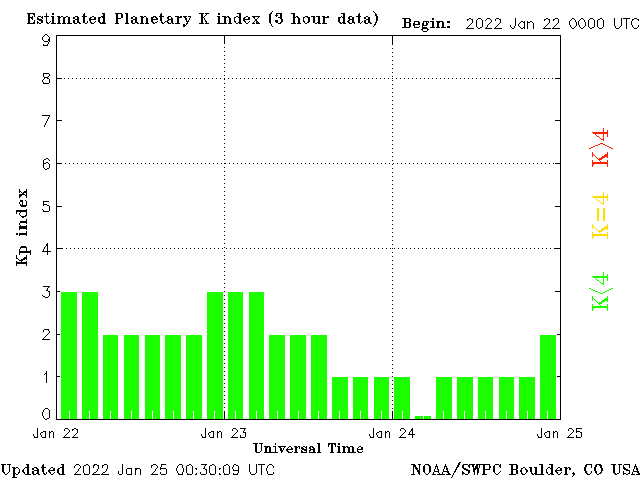 Estimated Planetary K index (3 hour data)
Begin: 2022 Jan 22 0000 UTC
9
8
7
6
5
4
3
2
1
0
Kp index
K>4
K=4
K<4
Jan 22
Jan 23
Jan 24
Jan 25
Universal Time
Updated 2022 Jan 25 00:30:09 UTC
NOAA/SWPC Boulder, CO USA